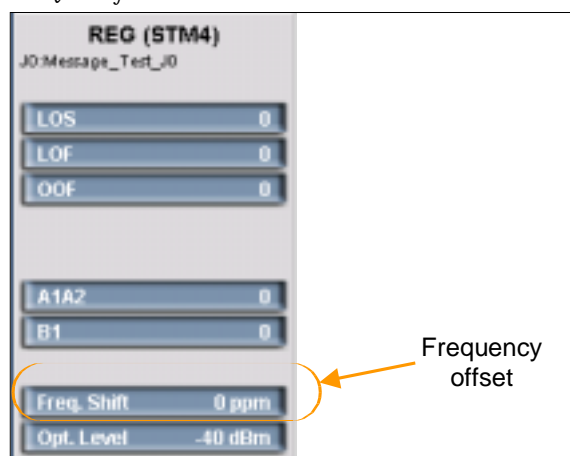 REG (STM4)
J0:Message_Test_J0
LOS 0
LOF 0
OOF 0
A1A2 0
B1 0
Freq. Shift 0 ppm
Opt. Level -40 dBm
Frequency
offset